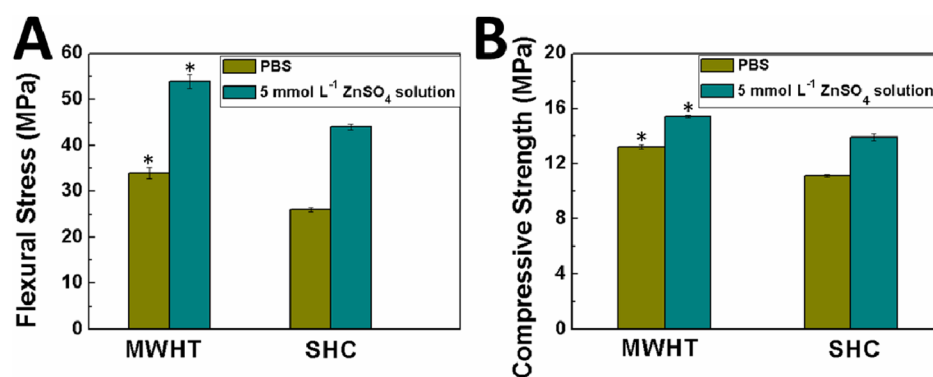 A
Flexural Stress (MPa)
60
50
40
30
20
10
0
PBS
5 mmol L⁻¹ ZnSO₄ solution
*
*
MWHT
SHC
B
Compressive Strength (MPa)
20
16
12
8
4
0
PBS
5 mmol L⁻¹ ZnSO₄ solution
*
*
MWHT
SHC